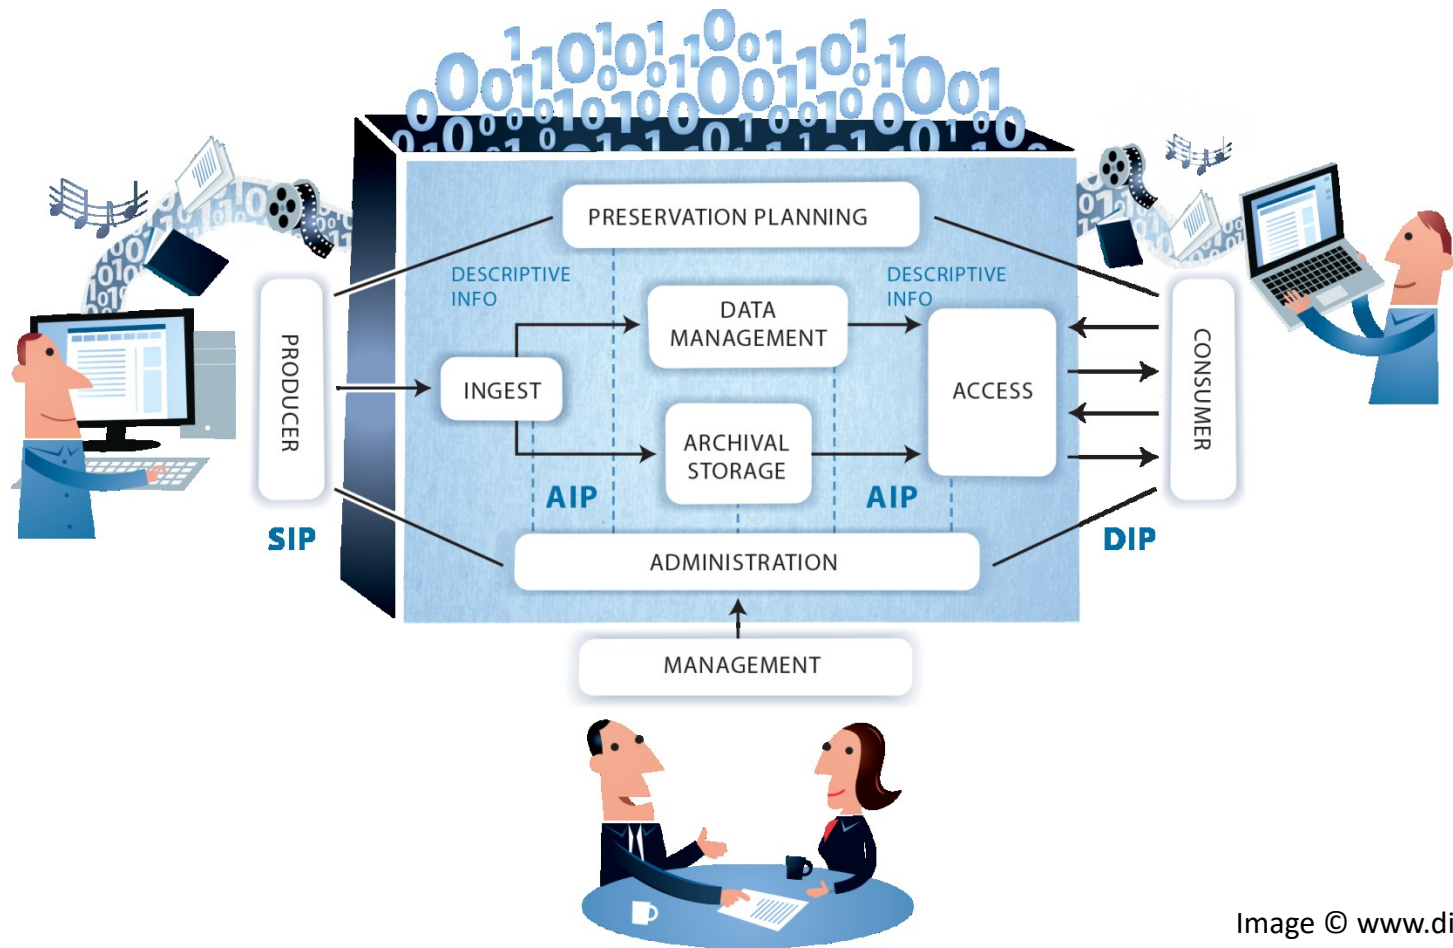 PRESERVATION PLANNING
DESCRIPTIVE
INFO
DESCRIPTIVE
INFO
DATA
MANAGEMENT
PRODUCER
INGEST
ACCESS
CONSUMER
ARCHIVAL
STORAGE
AIP
AIP
SIP
DIP
ADMINISTRATION
MANAGEMENT
Image © www.di